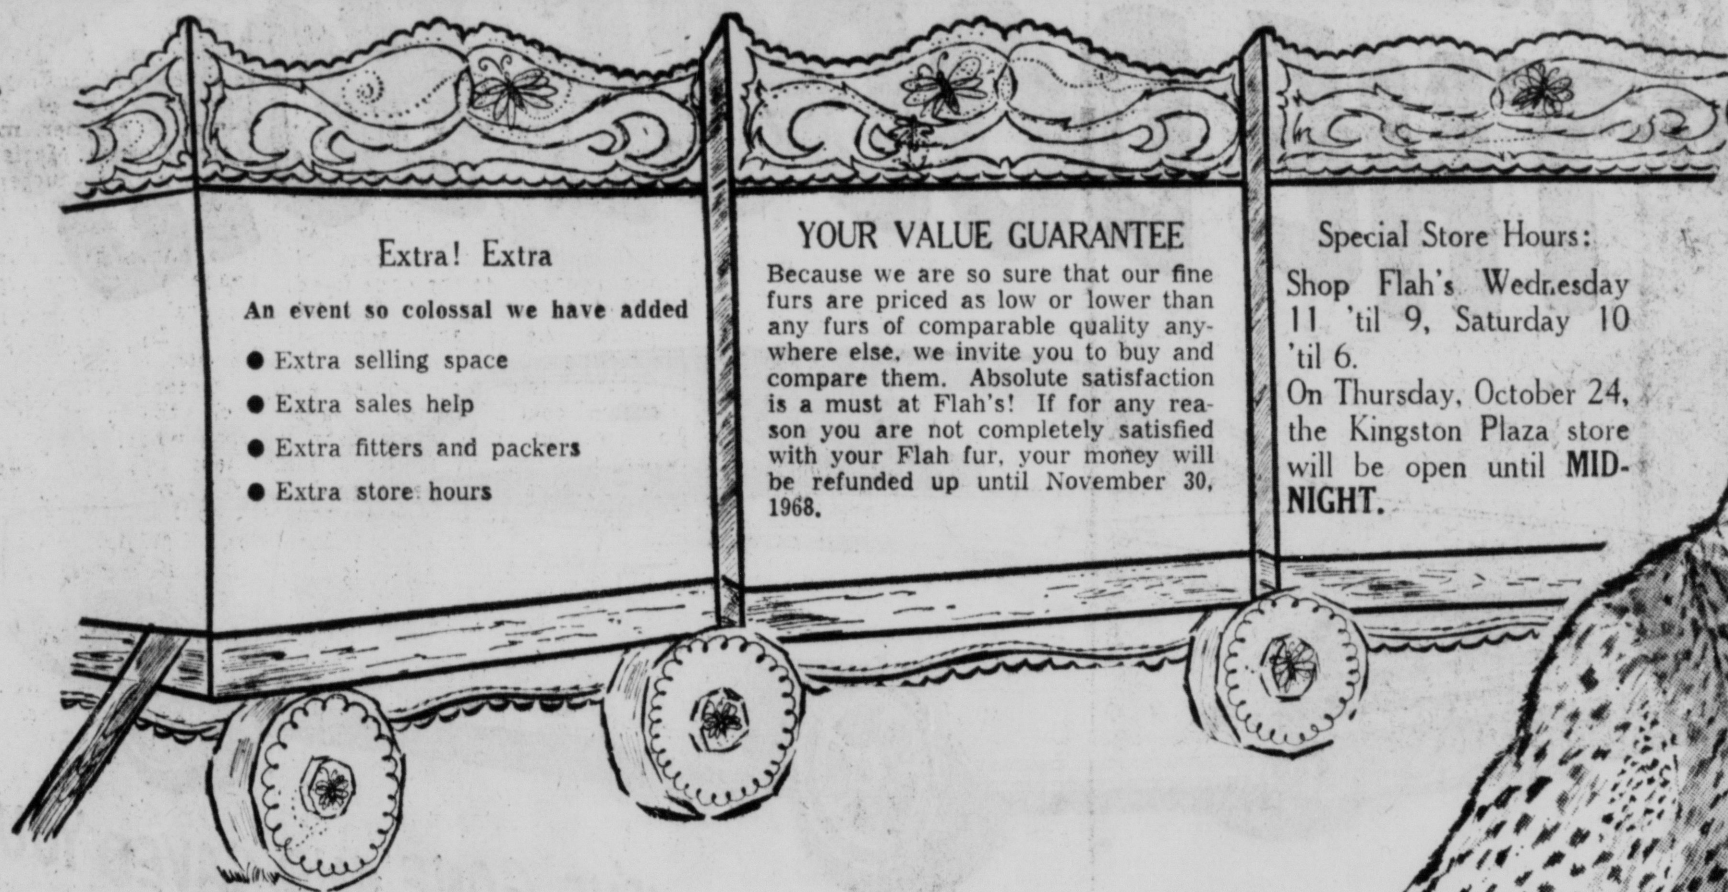 Extra! Extra
An event so colossal we have added
● Extra selling space
● Extra sales help
● Extra fitters and packers
● Extra store hours
YOUR VALUE GUARANTEE
Because we are so sure that our fine
furs are priced as low or lower than
any furs of comparable quality any-
where else, we invite you to buy and
compare them. Absolute satisfaction
is a must at Flah's! If for any rea-
son you are not completely satisfied
with your Flah fur, your money will
be refunded up until November 30,
1968.
Special Store Hours:
Shop Flah's Wednesday
11 'til 9, Saturday 10
'til 6.
On Thursday, October 24,
the Kingston Plaza store
will be open until MID-
NIGHT.